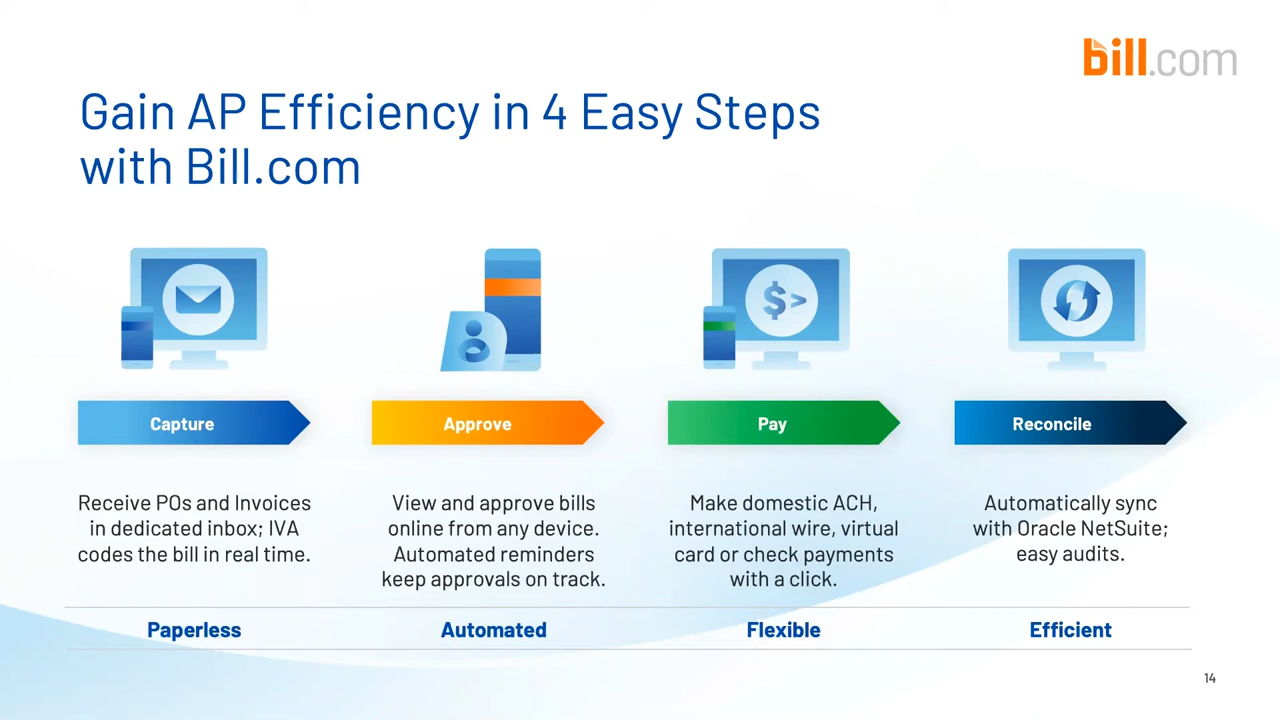 bill.com
Gain AP Efficiency in 4 Easy Steps
with Bill.com
$>
Capture
Approve
Pay
Reconcile
Receive POs and Invoices
in dedicated inbox; IVA
codes the bill in real time.
View and approve bills
online from any device.
Automated reminders
keep approvals on track.
Make domestic ACH,
international wire, virtual
card or check payments
with a click.
Automatically sync
with Oracle NetSuite;
easy audits.
Paperless
Automated
Flexible
Efficient
14